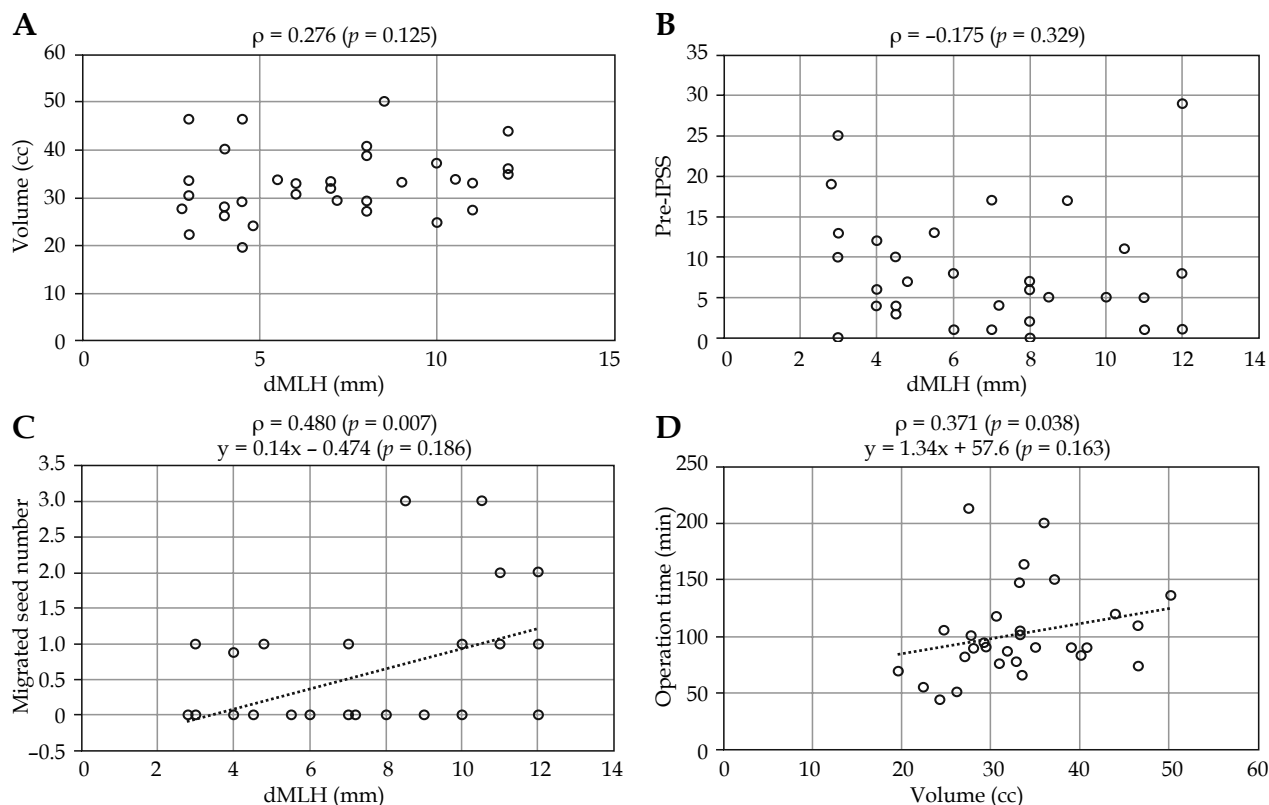 A
ρ = 0.276 (p = 0.125)
60
50
40
30
20
10
0
Volume (cc)
0 5 10 15
dMLH (mm)
B
ρ = –0.175 (p = 0.329)
35
30
25
20
15
10
5
0
Pre-IPSS
0 2 4 6 8 10 12 14
dMLH (mm)
C
ρ = 0.480 (p = 0.007)
y = 0.14x – 0.474 (p = 0.186)
3.5
3.0
2.5
2.0
1.5
1.0
0.5
0
–0.5
Migrated seed number
0 2 4 6 8 10 12 14
dMLH (mm)
D
ρ = 0.371 (p = 0.038)
y = 1.34x + 57.6 (p = 0.163)
250
200
150
100
50
0
Operation time (min)
0 10 20 30 40 50 60
Volume (cc)